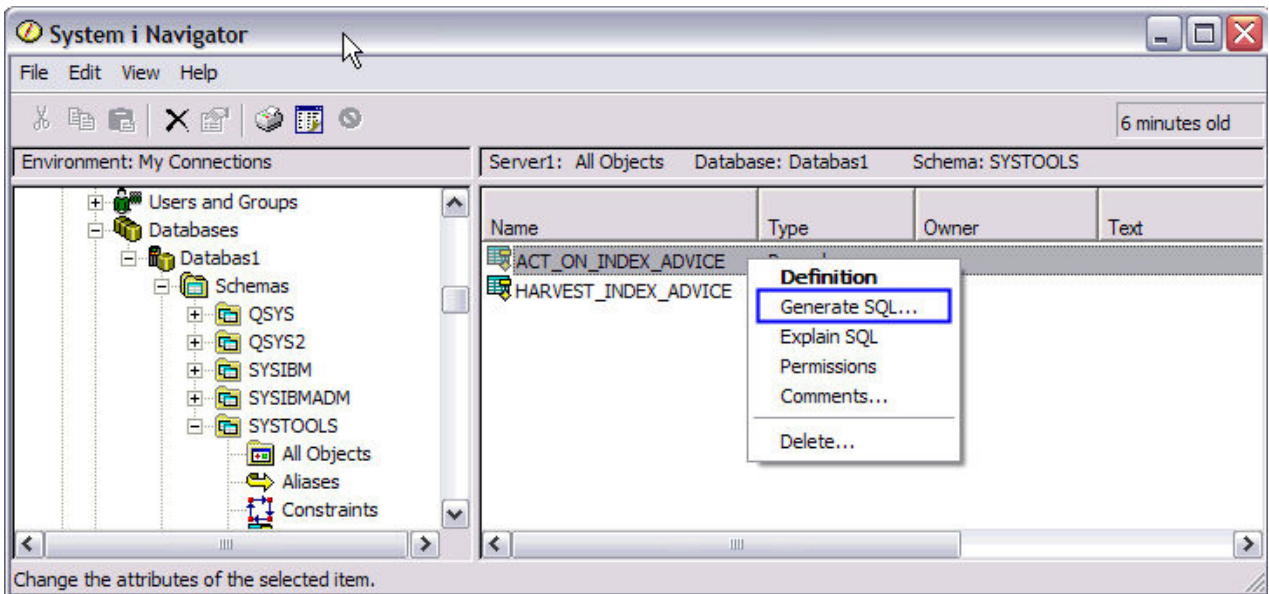 System i Navigator
File Edit View Help
6 minutes old
Environment: My Connections
Server1: All Objects Database: Databas1 Schema: SYSTOOLS
Users and Groups
Databases
Databas1
Schemas
QSYS
QSYS2
SYSIBM
SYSIBMADM
SYSTOOLS
All Objects
Aliases
Constraints
Name Type Owner Text
ACT_ON_INDEX_ADVICE
HARVEST_INDEX_ADVICE
Definition
Generate SQL...
Explain SQL
Permissions
Comments...
Delete...
Change the attributes of the selected item.